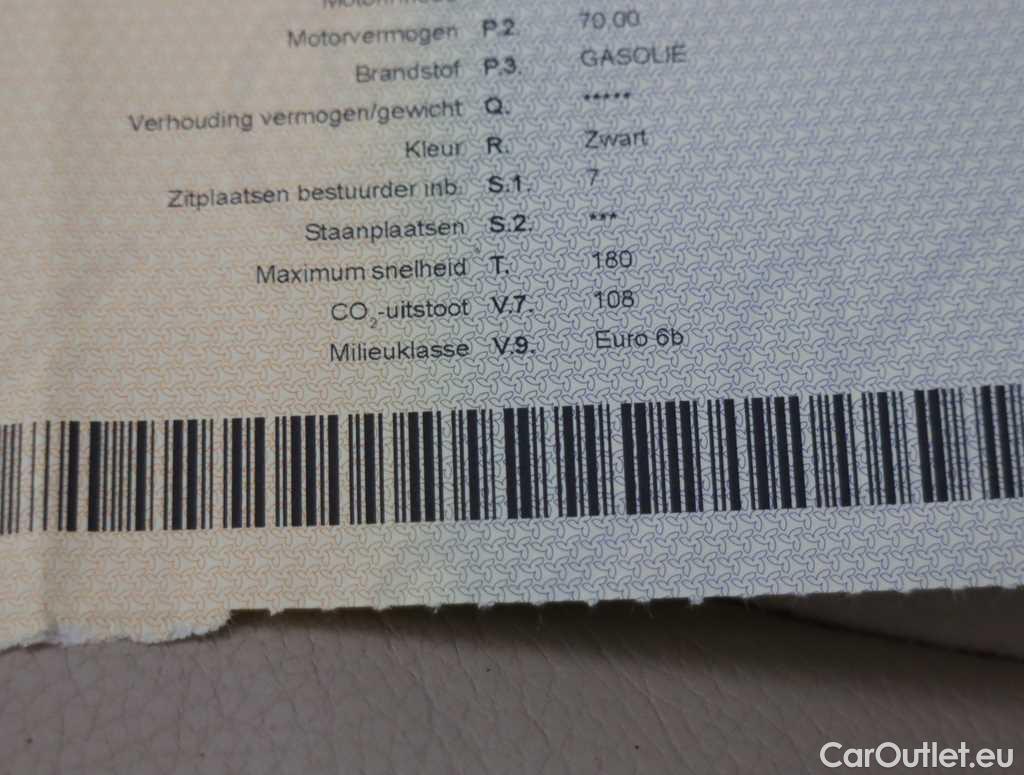 Motorvermogen P.2. 70.00
Brandstof P.3. GASOLIE
Verhouding vermogen/gewicht Q. *****
Kleur R. Zwart
Zitplaatsen bestuurder inb. S.1. 7
Staanplaatsen S.2. ***
Maximum snelheid T. 180
CO₂-uitstoot V.7. 108
Milieuklasse V.9. Euro 6b
CarOutlet.eu